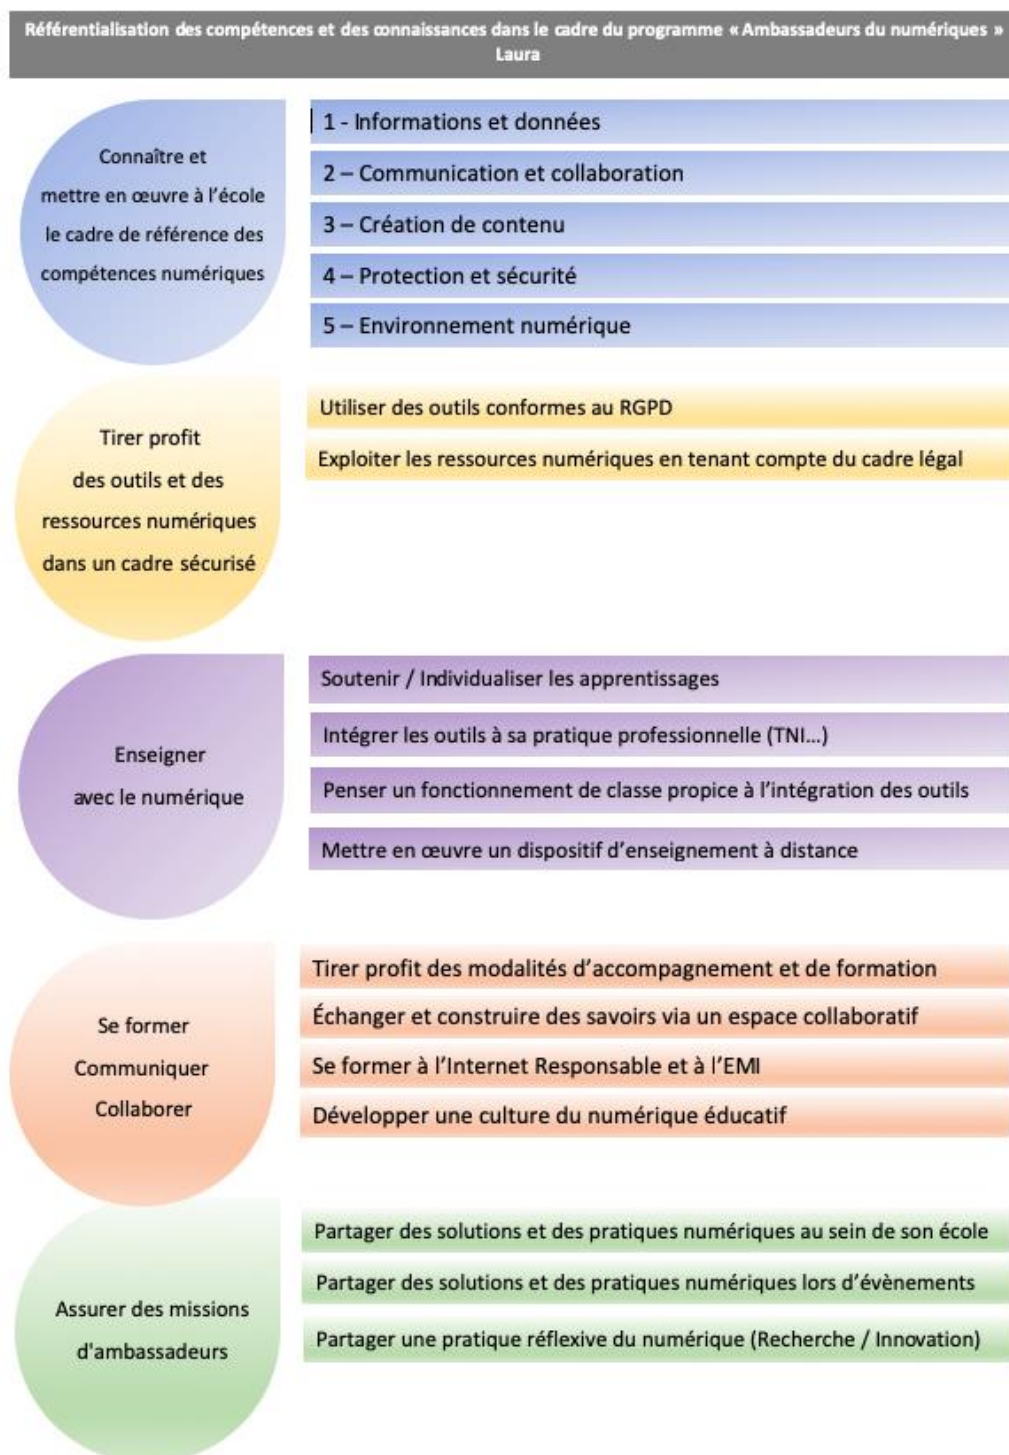 Référentialisation des compétences et des connaissances dans le cadre du programme « Ambassadeurs du numériques »
Laura
Connaître et
mettre en œuvre à l'école
le cadre de référence des
compétences numériques
1 - Informations et données
2 – Communication et collaboration
3 – Création de contenu
4 – Protection et sécurité
5 – Environnement numérique
Tirer profit
des outils et des
ressources numériques
dans un cadre sécurisé
Utiliser des outils conformes au RGPD
Exploiter les ressources numériques en tenant compte du cadre légal
Enseigner
avec le numérique
Soutenir / Individualiser les apprentissages
Intégrer les outils à sa pratique professionnelle (TNI…)
Penser un fonctionnement de classe propice à l'intégration des outils
Mettre en œuvre un dispositif d'enseignement à distance
Se former
Communiquer
Collaborer
Tirer profit des modalités d'accompagnement et de formation
Échanger et construire des savoirs via un espace collaboratif
Se former à l'Internet Responsable et à l'EMI
Développer une culture du numérique éducatif
Assurer des missions
d'ambassadeurs
Partager des solutions et des pratiques numériques au sein de son école
Partager des solutions et des pratiques numériques lors d'évènements
Partager une pratique réflexive du numérique (Recherche / Innovation)